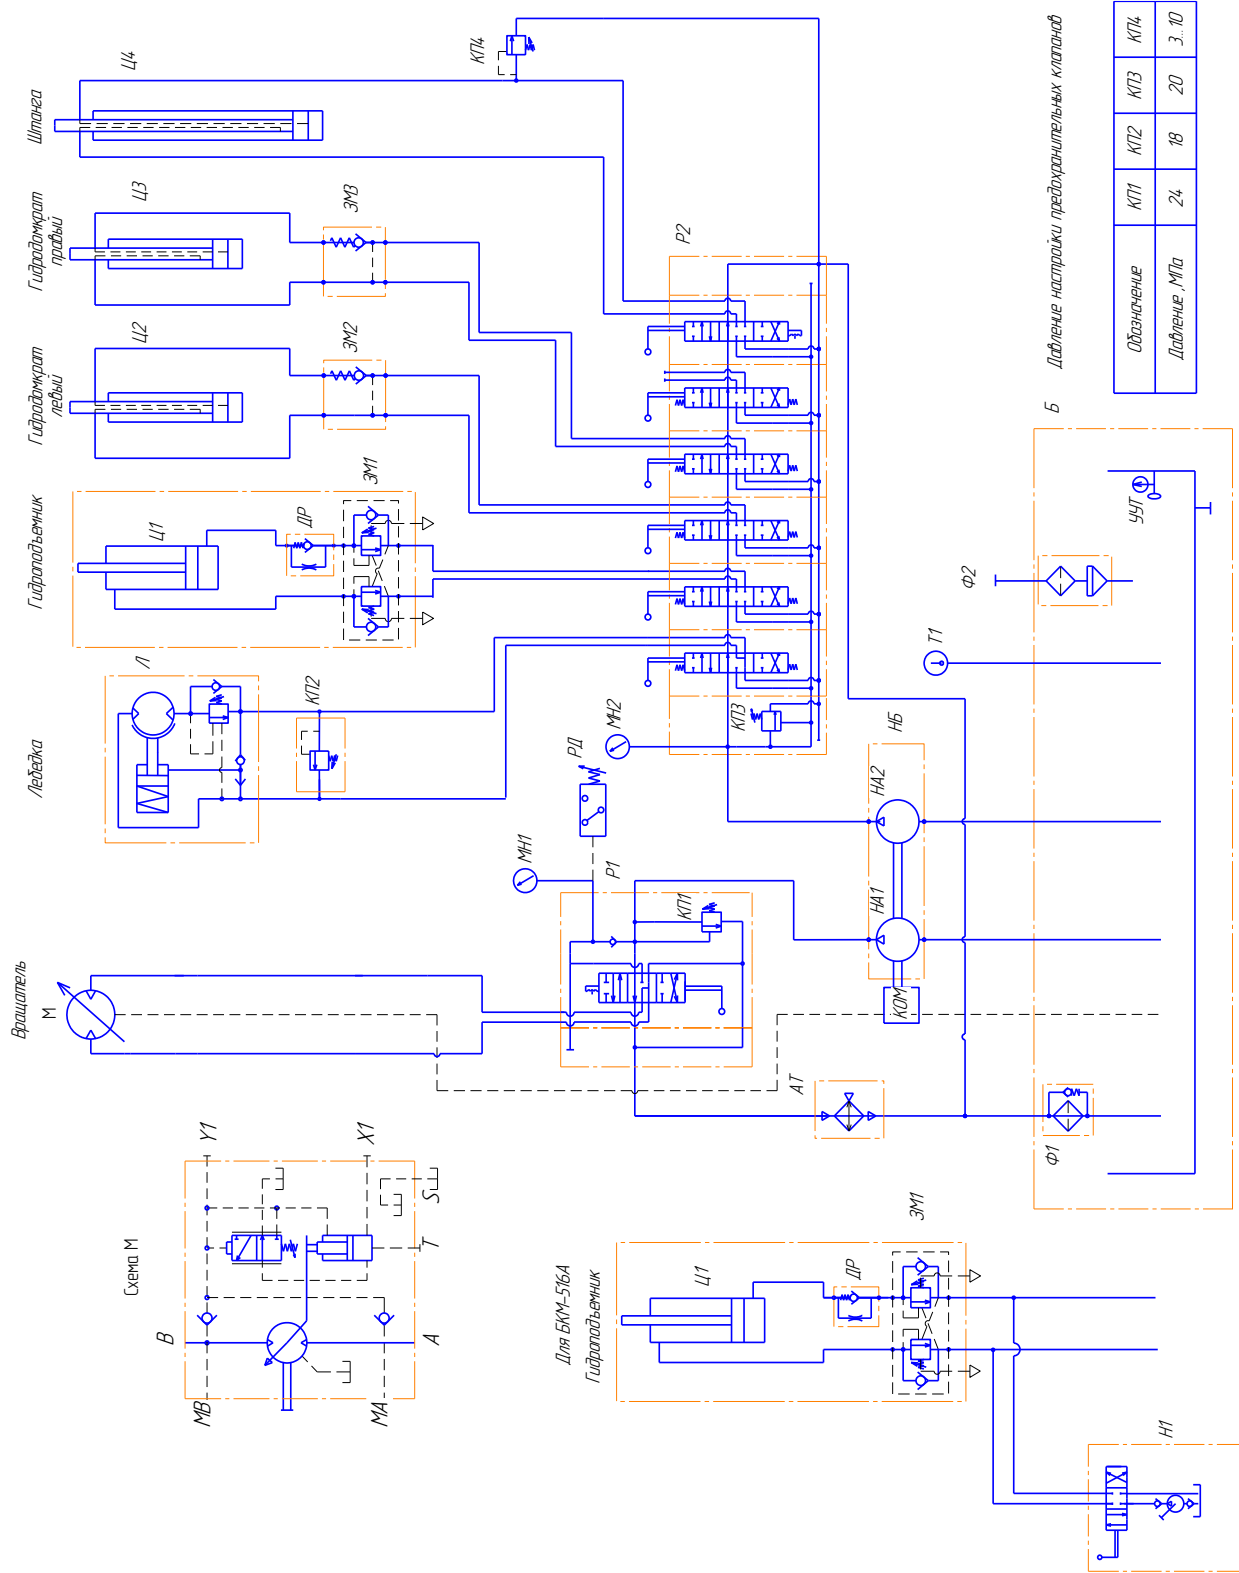 Вращатель
М
Лебедка
Л
КП2
Гидроподъемник
Ц1
ДР
ЗМ1
Гидродомкрат
левый
Ц2
ЗМ2
Гидродомкрат
правый
Ц3
ЗМ3
Штанга
Ц4
КП4
МН1
РД
МН2
Р1
КП1
КП3
Р2
НБ
НА1
НА2
КОМ
АТ
Т1
Ф1
Ф2
УУТ
Б
Давление настройки предохранительных клапанов
Обозначение КП1 КП2 КП3 КП4
Давление ,МПа 24 18 20 3...10
Схема М
МВ
В
Y1
МА
А
Т
S
X1
Для БКМ-516А
Гидроподъемник
Ц1
ДР
ЗМ1
Н1